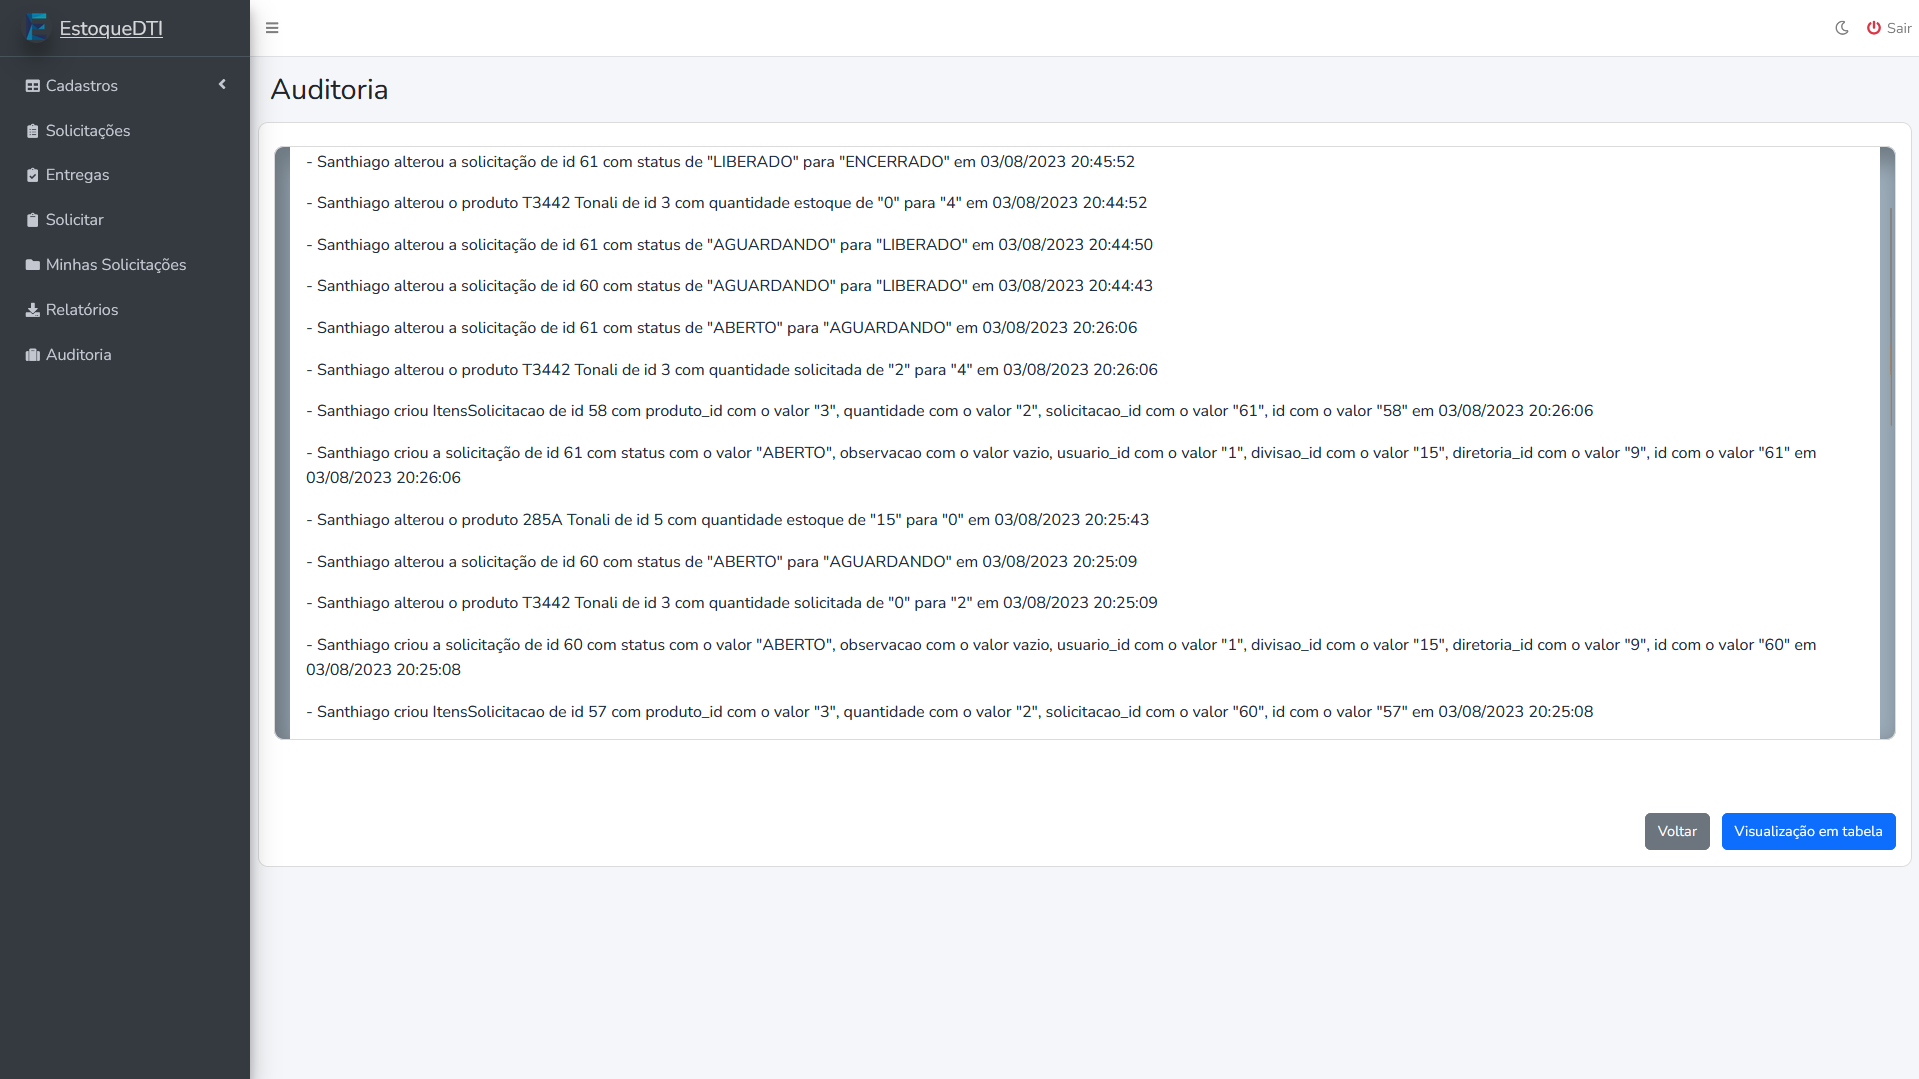 EstoqueDTI
Sair
Cadastros
Solicitações
Entregas
Solicitar
Minhas Solicitações
Relatórios
Auditoria
Auditoria
- Santhiago alterou a solicitação de id 61 com status de "LIBERADO" para "ENCERRADO" em 03/08/2023 20:45:52
- Santhiago alterou o produto T3442 Tonali de id 3 com quantidade estoque de "0" para "4" em 03/08/2023 20:44:52
- Santhiago alterou a solicitação de id 61 com status de "AGUARDANDO" para "LIBERADO" em 03/08/2023 20:44:50
- Santhiago alterou a solicitação de id 60 com status de "AGUARDANDO" para "LIBERADO" em 03/08/2023 20:44:43
- Santhiago alterou a solicitação de id 61 com status de "ABERTO" para "AGUARDANDO" em 03/08/2023 20:26:06
- Santhiago alterou o produto T3442 Tonali de id 3 com quantidade solicitada de "2" para "4" em 03/08/2023 20:26:06
- Santhiago criou ItensSolicitacao de id 58 com produto_id com o valor "3", quantidade com o valor "2", solicitacao_id com o valor "61", id com o valor "58" em 03/08/2023 20:26:06
- Santhiago criou a solicitação de id 61 com status com o valor "ABERTO", observacao com o valor vazio, usuario_id com o valor "1", divisao_id com o valor "15", diretoria_id com o valor "9", id com o valor "61" em
03/08/2023 20:26:06
- Santhiago alterou o produto 285A Tonali de id 5 com quantidade estoque de "15" para "0" em 03/08/2023 20:25:43
- Santhiago alterou a solicitação de id 60 com status de "ABERTO" para "AGUARDANDO" em 03/08/2023 20:25:09
- Santhiago alterou o produto T3442 Tonali de id 3 com quantidade solicitada de "0" para "2" em 03/08/2023 20:25:09
- Santhiago criou a solicitação de id 60 com status com o valor "ABERTO", observacao com o valor vazio, usuario_id com o valor "1", divisao_id com o valor "15", diretoria_id com o valor "9", id com o valor "60" em
03/08/2023 20:25:08
- Santhiago criou ItensSolicitacao de id 57 com produto_id com o valor "3", quantidade com o valor "2", solicitacao_id com o valor "60", id com o valor "57" em 03/08/2023 20:25:08
Voltar
Visualização em tabela